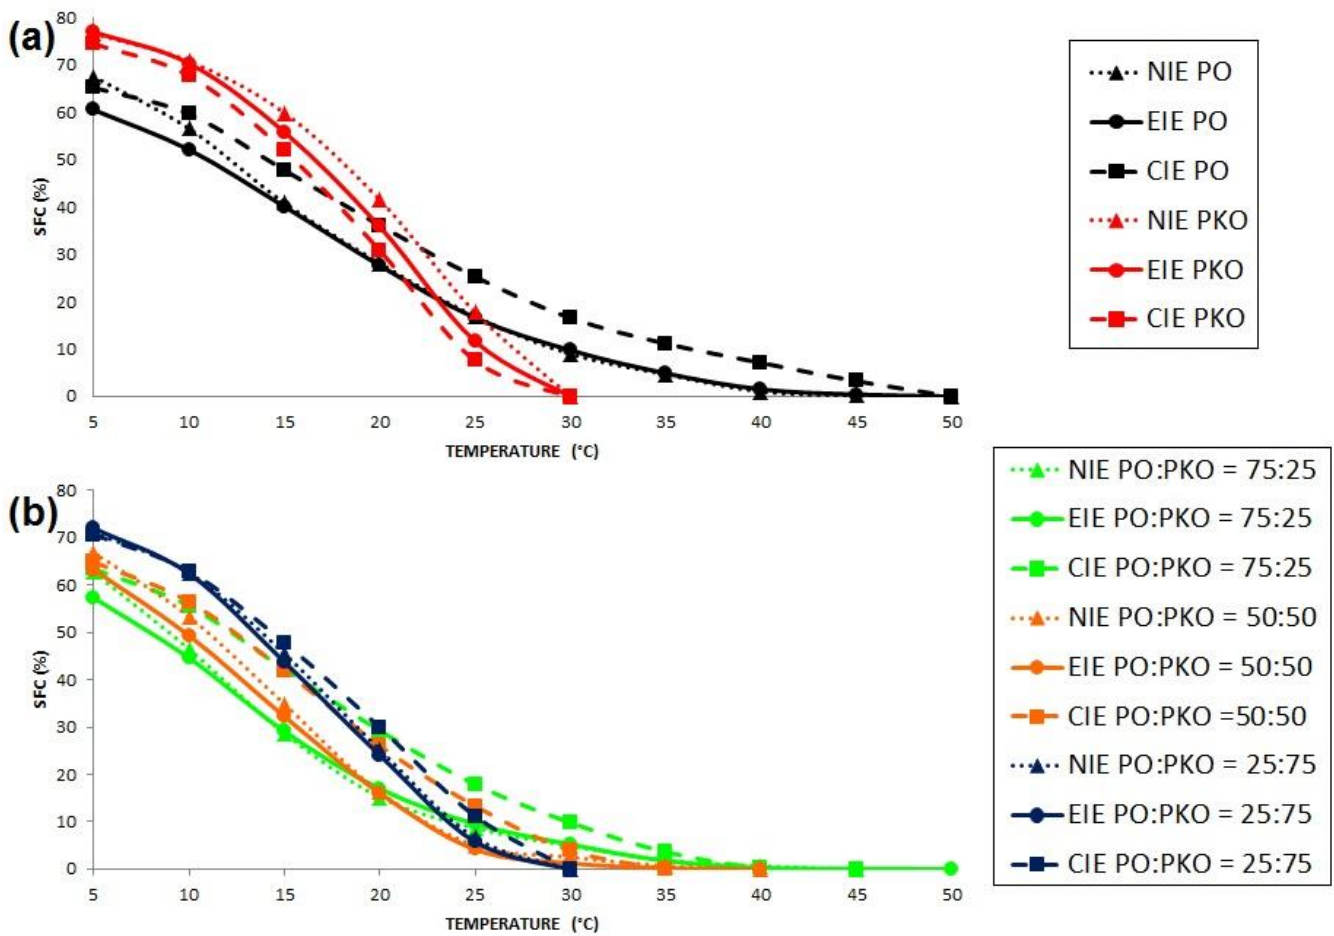 (a)
80
70
60
50
40
30
20
10
0
SFC (%)
5 10 15 20 25 30 35 40 45 50
TEMPERATURE (°C)
NIE PO
EIE PO
CIE PO
NIE PKO
EIE PKO
CIE PKO
(b)
80
70
60
50
40
30
20
10
0
SFC (%)
5 10 15 20 25 30 35 40 45 50
TEMPERATURE (°C)
NIE PO:PKO = 75:25
EIE PO:PKO = 75:25
CIE PO:PKO = 75:25
NIE PO:PKO = 50:50
EIE PO:PKO = 50:50
CIE PO:PKO =50:50
NIE PO:PKO = 25:75
EIE PO:PKO = 25:75
CIE PO:PKO = 25:75